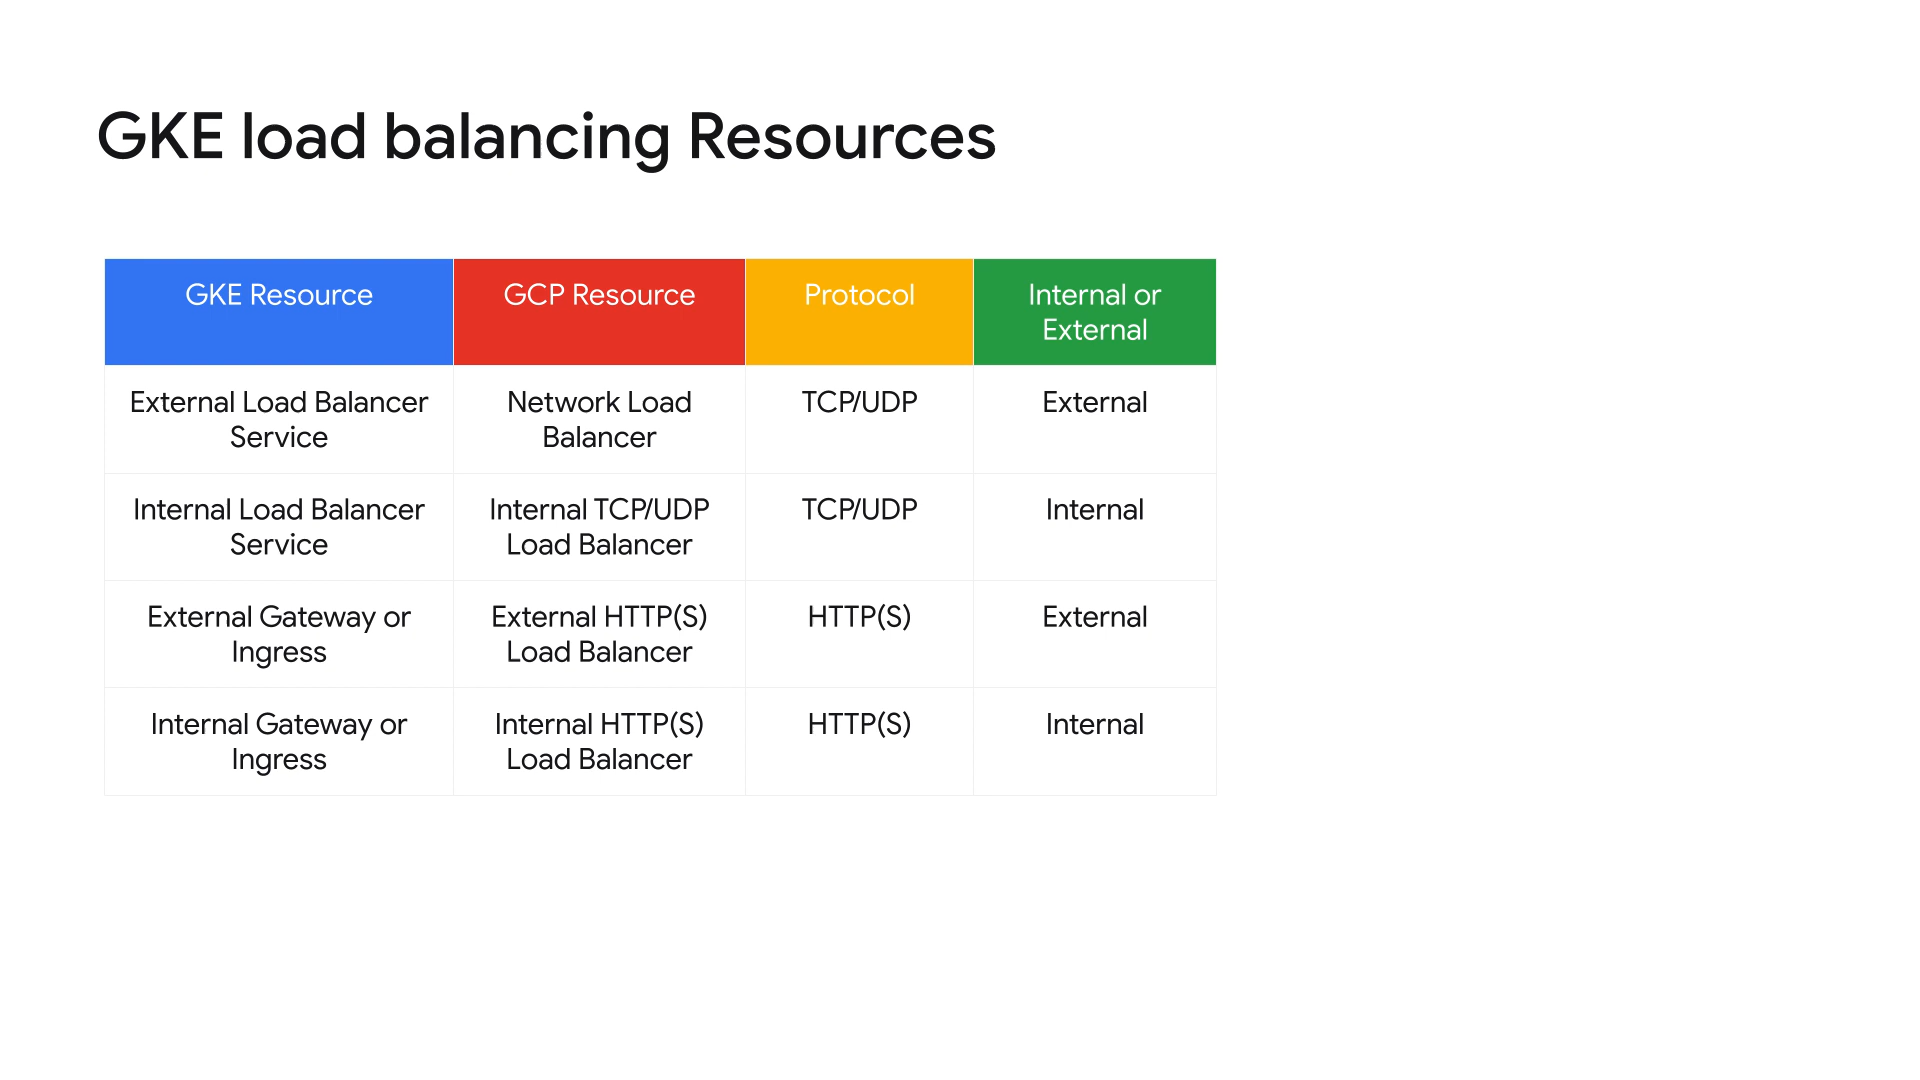 GKE load balancing Resources
GKE Resource
GCP Resource
Protocol
Internal or
External
External Load Balancer
Service
Network Load
Balancer
TCP/UDP
External
Internal Load Balancer
Service
Internal TCP/UDP
Load Balancer
TCP/UDP
Internal
External Gateway or
Ingress
External HTTP(S)
Load Balancer
HTTP(S)
External
Internal Gateway or
Ingress
Internal HTTP(S)
Load Balancer
HTTP(S)
Internal